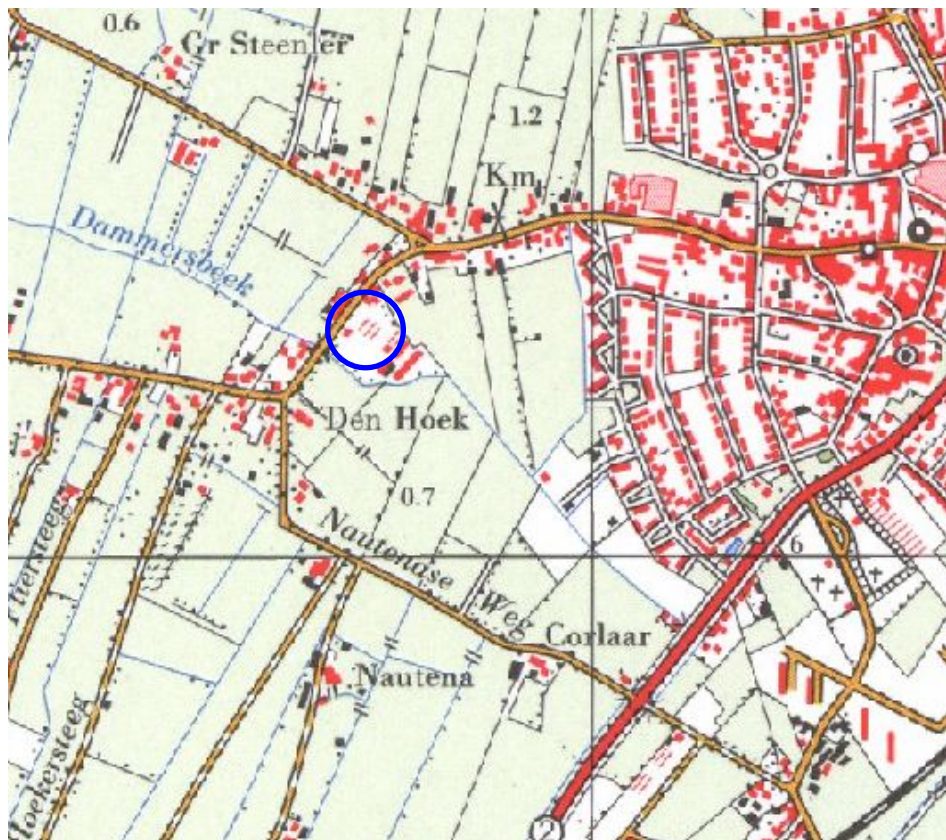 0.6
Gr Steenler
1.2
Km
Dammersbeek
Den Hoek
0.7
Nautenase Weg
6
Corlaar
Nautena
2